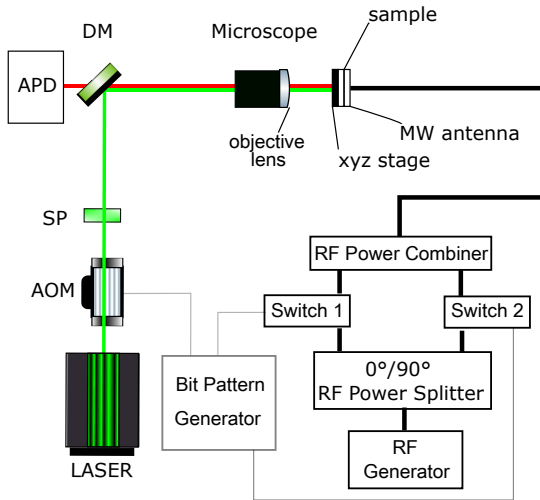 DM
Microscope
sample
APD
objective
lens
MW antenna
xyz stage
SP
RF Power Combiner
AOM
Switch 1
Switch 2
Bit Pattern
Generator
0°/90°
RF Power Splitter
RF
Generator
LASER